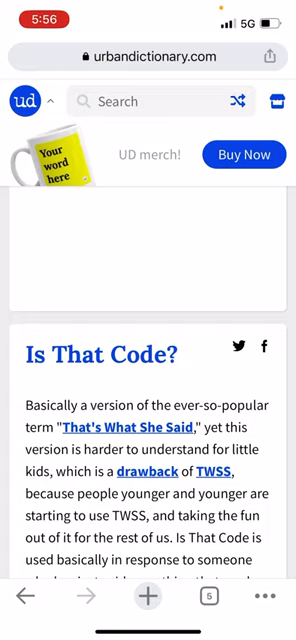 5:56
5G
urbandictionary.com
ud
Search
Your
word
here
UD merch!
Buy Now
Is That Code?
Basically a version of the ever-so-popular
term "That's What She Said," yet this
version is harder to understand for little
kids, which is a drawback of TWSS,
because people younger and younger are
starting to use TWSS, and taking the fun
out of it for the rest of us. Is That Code is
used basically in response to someone
5